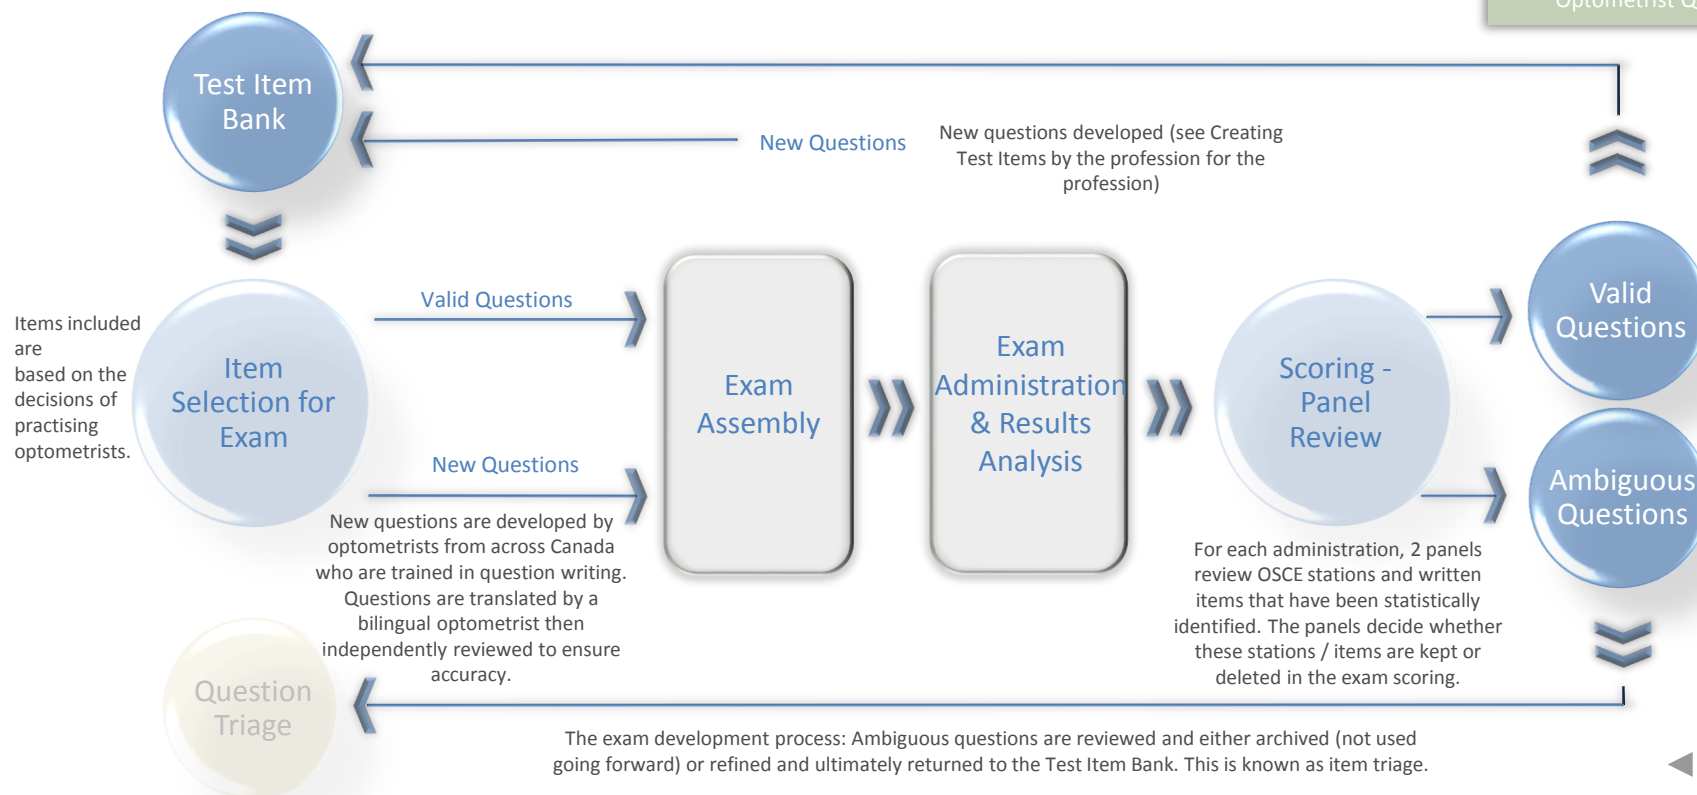 Optometrist Q
Test Item
Bank
New Questions
New questions developed (see Creating
Test Items by the profession for the
profession)
Items included
are
based on the
decisions of
practising
optometrists.
Item
Selection for
Exam
Valid Questions
New Questions
New questions are developed by
optometrists from across Canada
who are trained in question writing.
Questions are translated by a
bilingual optometrist then
independently reviewed to ensure
accuracy.
Exam
Assembly
Exam
Administration
& Results
Analysis
Scoring -
Panel
Review
For each administration, 2 panels
review OSCE stations and written
items that have been statistically
identified. The panels decide whether
these stations / items are kept or
deleted in the exam scoring.
Valid
Questions
Ambiguous
Questions
Question
Triage
The exam development process: Ambiguous questions are reviewed and either archived (not used
going forward) or refined and ultimately returned to the Test Item Bank. This is known as item triage.